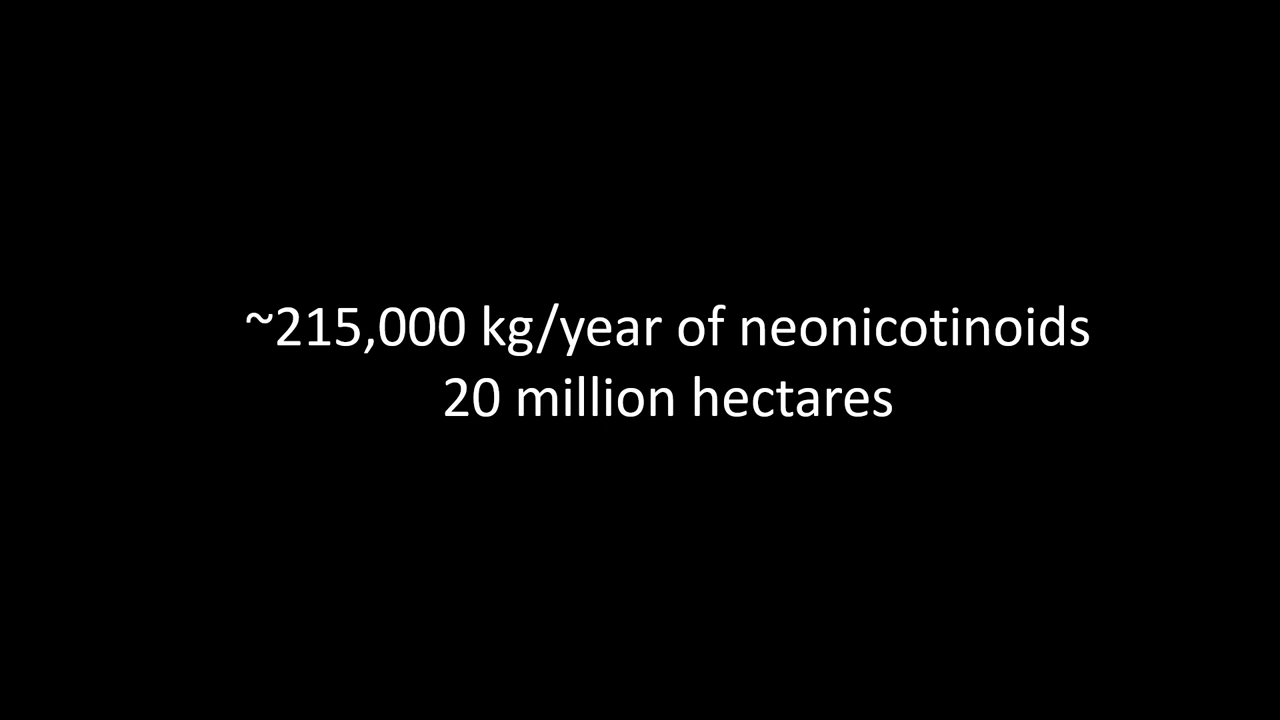 ~215,000 kg/year of neonicotinoids
20 million hectares